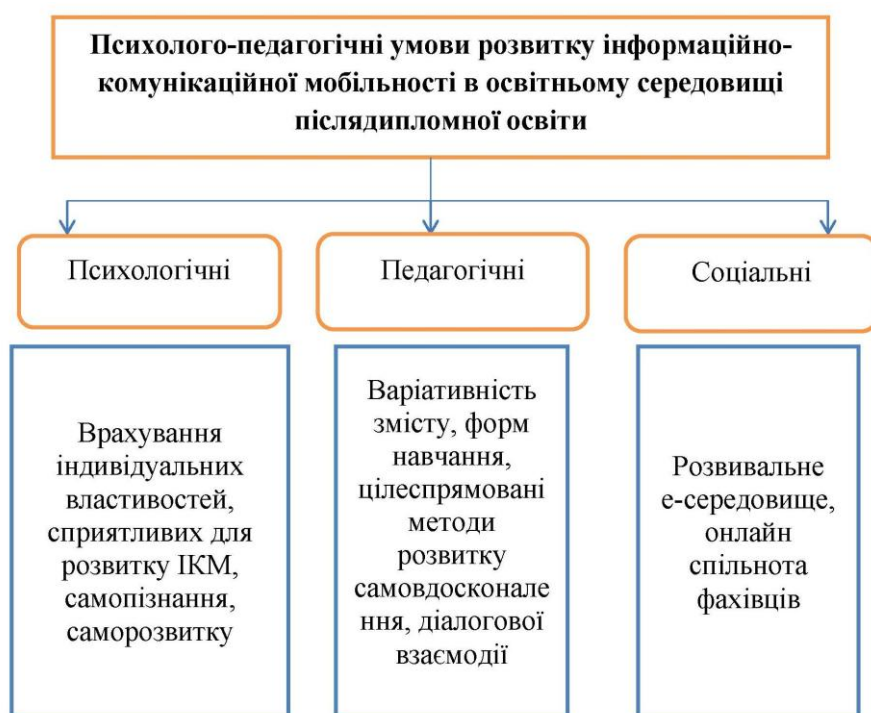 Психолого-педагогічні умови розвитку інформаційно-
комунікаційної мобільності в освітньому середовищі
післядипломної освіти
Психологічні
Педагогічні
Соціальні
Врахування
індивідуальних
властивостей,
сприятливих для
розвитку ІКМ,
самопізнання,
саморозвитку
Варіативність
змісту, форм
навчання,
цілеспрямовані
методи
розвитку
самовдосконале
ння, діалогової
взаємодії
Розвивальне
е-середовище,
онлайн
спільнота
фахівців